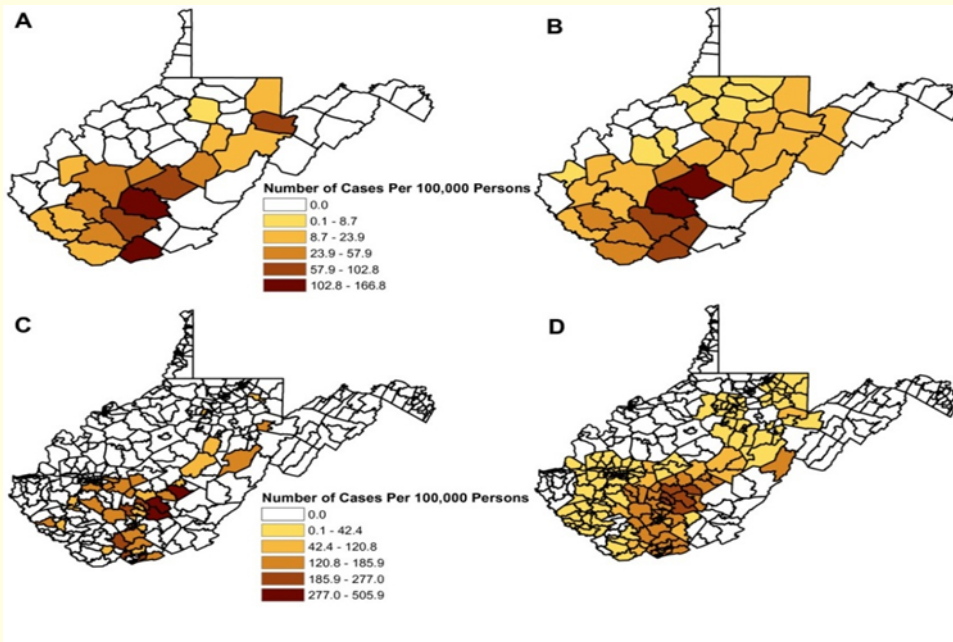 A
B
Number of Cases Per 100,000 Persons
0.0
0.1 - 8.7
8.7 - 23.9
23.9 - 57.9
57.9 - 102.8
102.8 - 166.8
C
D
Number of Cases Per 100,000 Persons
0.0
0.1 - 42.4
42.4 - 120.8
120.8 - 185.9
185.9 - 277.0
277.0 - 505.9